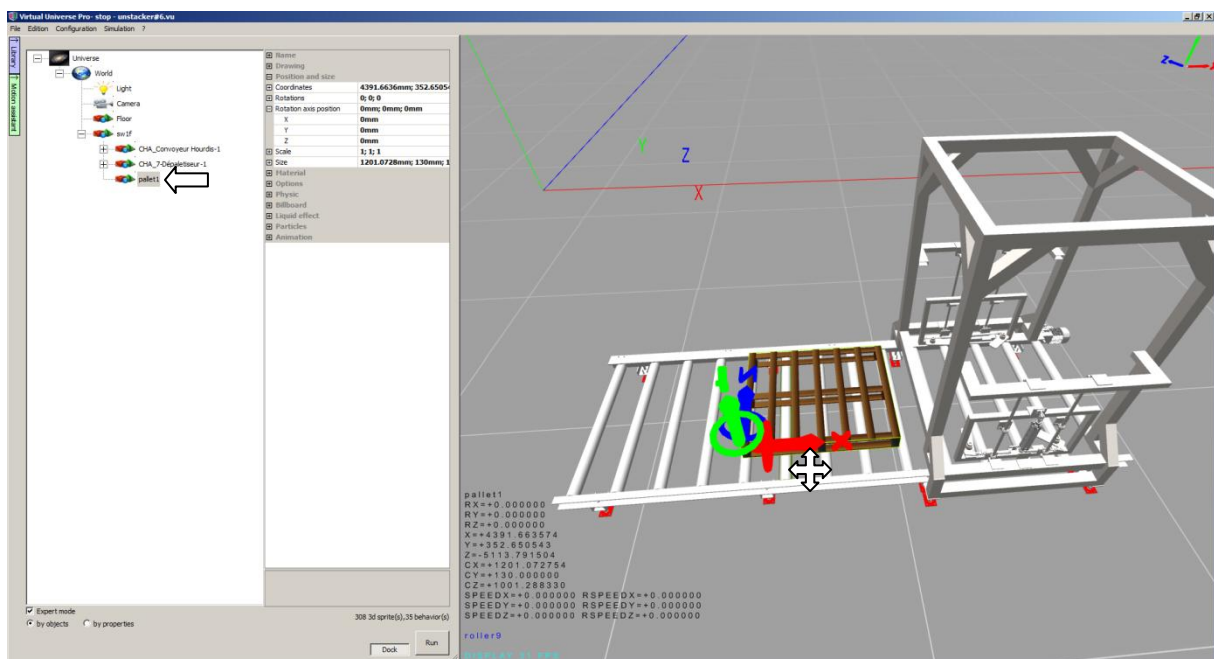 Virtual Universe Pro- stop - unstacker#6.vu
File Edition Configuration Simulation ?
Library
Motion assistant
Universe
World
Light
Camera
Floor
sw1f
CHA_Convoyeur Hourdis-1
CHA_7-Dépaletiseur-1
pallet1
Name
Drawing
Position and size
Coordinates 4391.6636mm; 352.6505
Rotations 0; 0; 0
Rotation axis position 0mm; 0mm; 0mm
X 0mm
Y 0mm
Z 0mm
Scale 1; 1; 1
Size 1201.0728mm; 130mm; 1
Material
Options
Physic
Billboard
Liquid effect
Particles
Animation
Expert mode
by objects by properties
308 3d sprite(s),35 behavior(s)
Dock Run
Z
Y Z
X
X
pallet1
RX=+0.000000
RY=+0.000000
RZ=+0.000000
X=+4391.663574
Y=+352.650543
Z=-5113.791504
CX=+1201.072754
CY=+130.000000
CZ=+1001.288330
SPEEDX=+0.000000 RSPEEDX=+0.000000
SPEEDY=+0.000000 RSPEEDY=+0.000000
SPEEDZ=+0.000000 RSPEEDZ=+0.000000
roller9